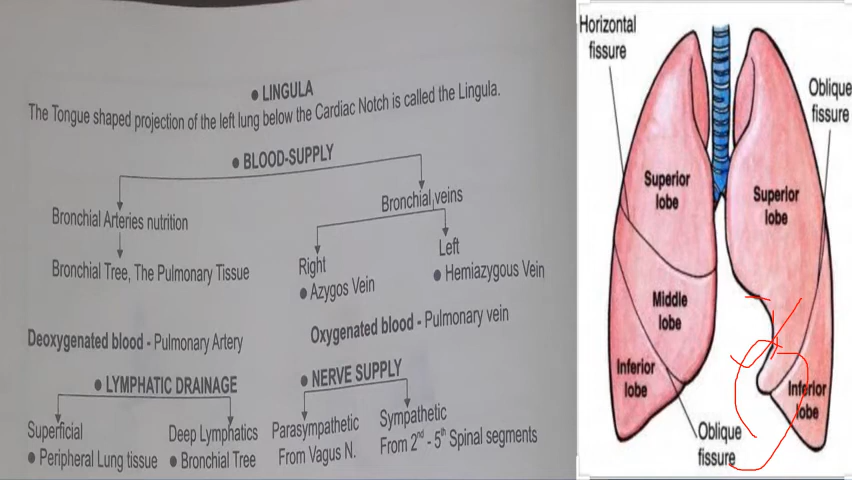 ● LINGULA
The Tongue shaped projection of the left lung below the Cardiac Notch is called the Lingula.
● BLOOD-SUPPLY
Bronchial Arteries nutrition
Bronchial veins
Bronchial Tree, The Pulmonary Tissue
Right
● Azygos Vein
Left
● Hemiazygous Vein
Deoxygenated blood - Pulmonary Artery
Oxygenated blood - Pulmonary vein
● LYMPHATIC DRAINAGE
● NERVE SUPPLY
Superficial
● Peripheral Lung tissue
Deep Lymphatics
● Bronchial Tree
Parasympathetic
From Vagus N.
Sympathetic
From 2nd - 5th Spinal segments
Horizontal
fissure
Oblique
fissure
Superior
lobe
Superior
lobe
Middle
lobe
Inferior
lobe
Inferior
lobe
Oblique
fissure